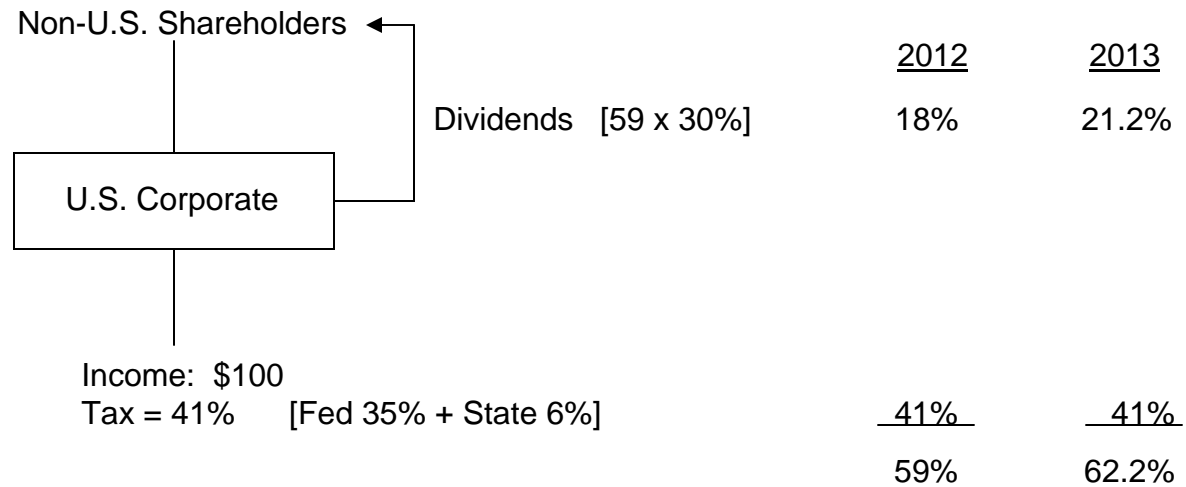 Non-U.S. Shareholders
2012 2013
Dividends [59 x 30%] 18% 21.2%
U.S. Corporate
Income: $100
Tax = 41% [Fed 35% + State 6%] 41% 41%
59% 62.2%